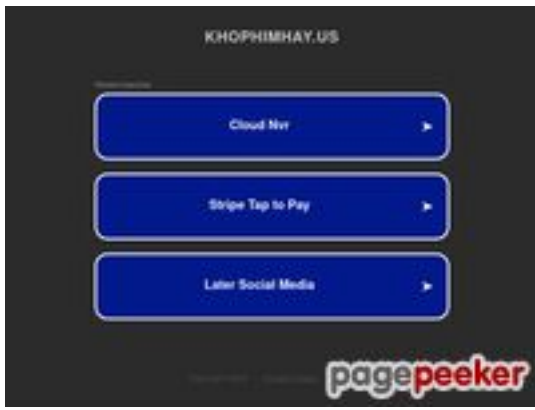 KHOPHIMHAY.US
Cloud Nvr
Stripe Tap to Pay
Later Social Media
pagepeeker